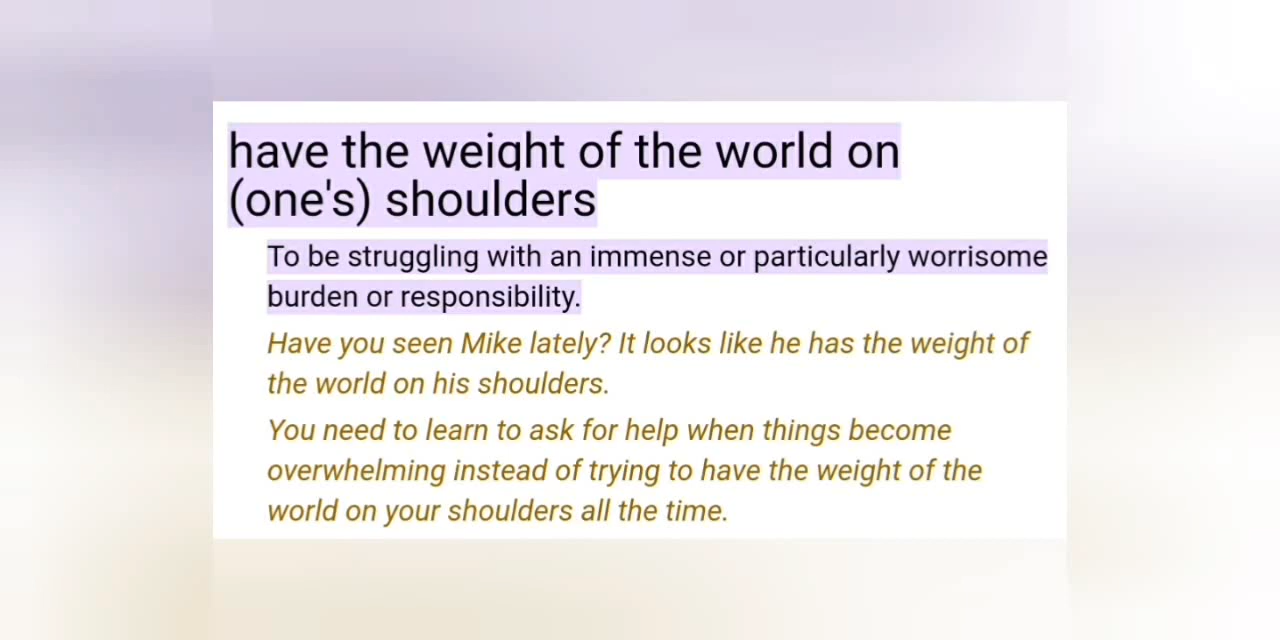 have the weight of the world on
(one's) shoulders
To be struggling with an immense or particularly worrisome
burden or responsibility.
Have you seen Mike lately? It looks like he has the weight of
the world on his shoulders.
You need to learn to ask for help when things become
overwhelming instead of trying to have the weight of the
world on your shoulders all the time.